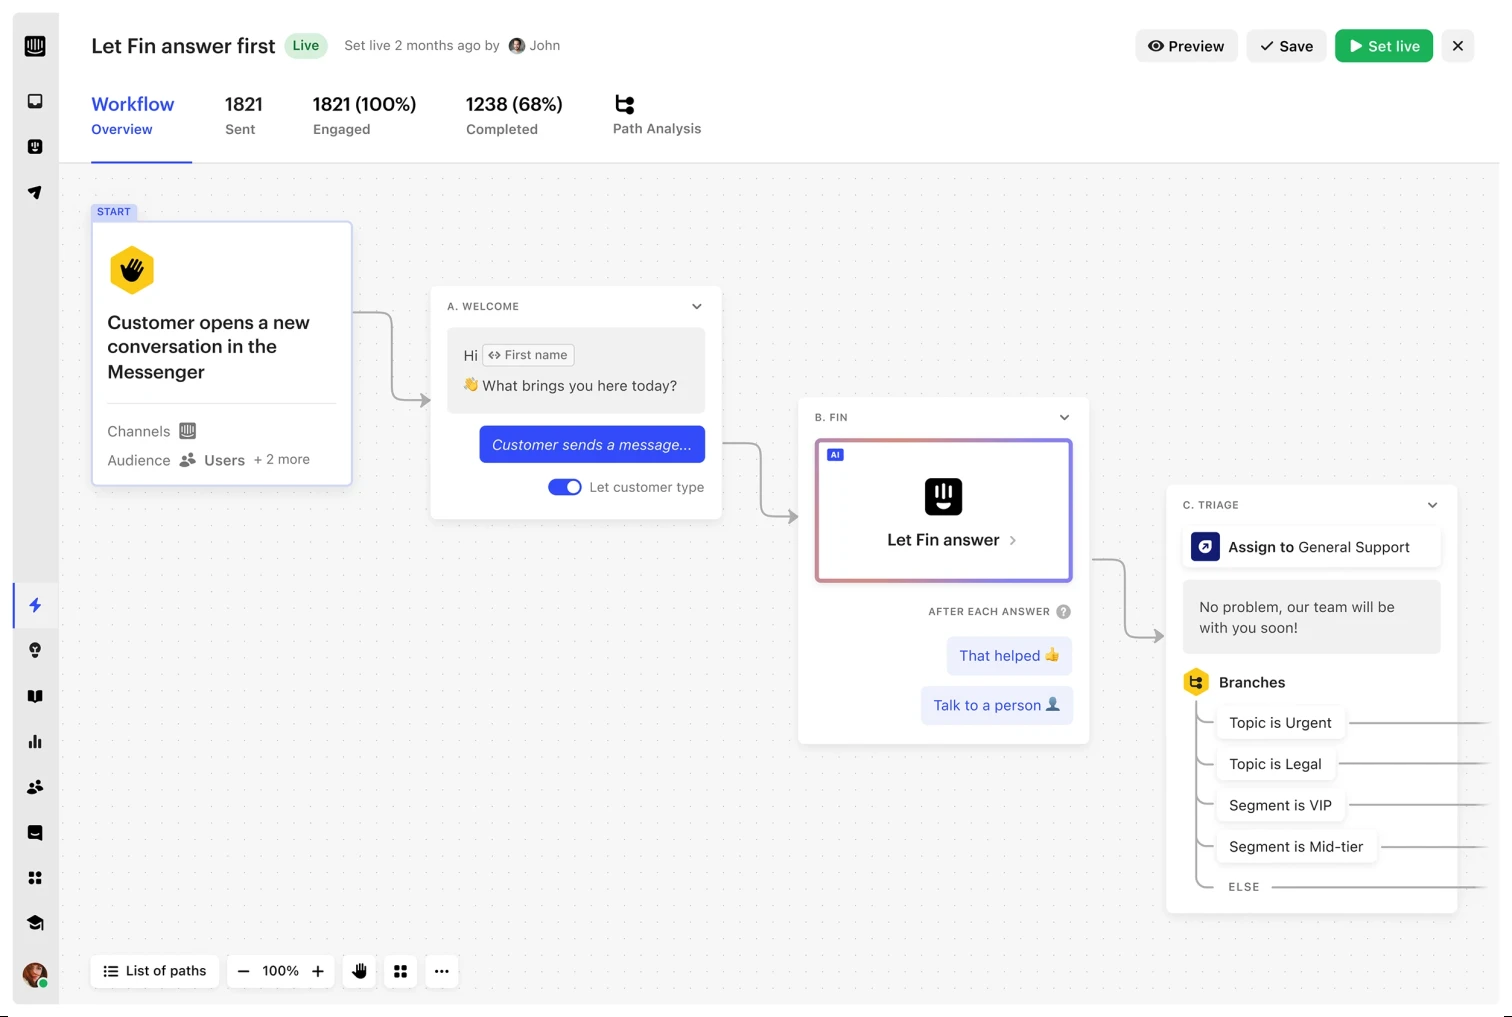 Let Fin answer first Live Set live 2 months ago by John
Preview Save Set live
Workflow 1821 1821 (100%) 1238 (68%)
Overview Sent Engaged Completed Path Analysis
START
Customer opens a new
conversation in the
Messenger
Channels
Audience Users + 2 more
A. WELCOME
Hi First name
👋 What brings you here today?
Customer sends a message...
Let customer type
B. FIN
AI
Let Fin answer
AFTER EACH ANSWER ?
That helped 👍
Talk to a person 👤
C. TRIAGE
Assign to General Support
No problem, our team will be
with you soon!
Branches
Topic is Urgent
Topic is Legal
Segment is VIP
Segment is Mid-tier
ELSE
List of paths − 100% + ...